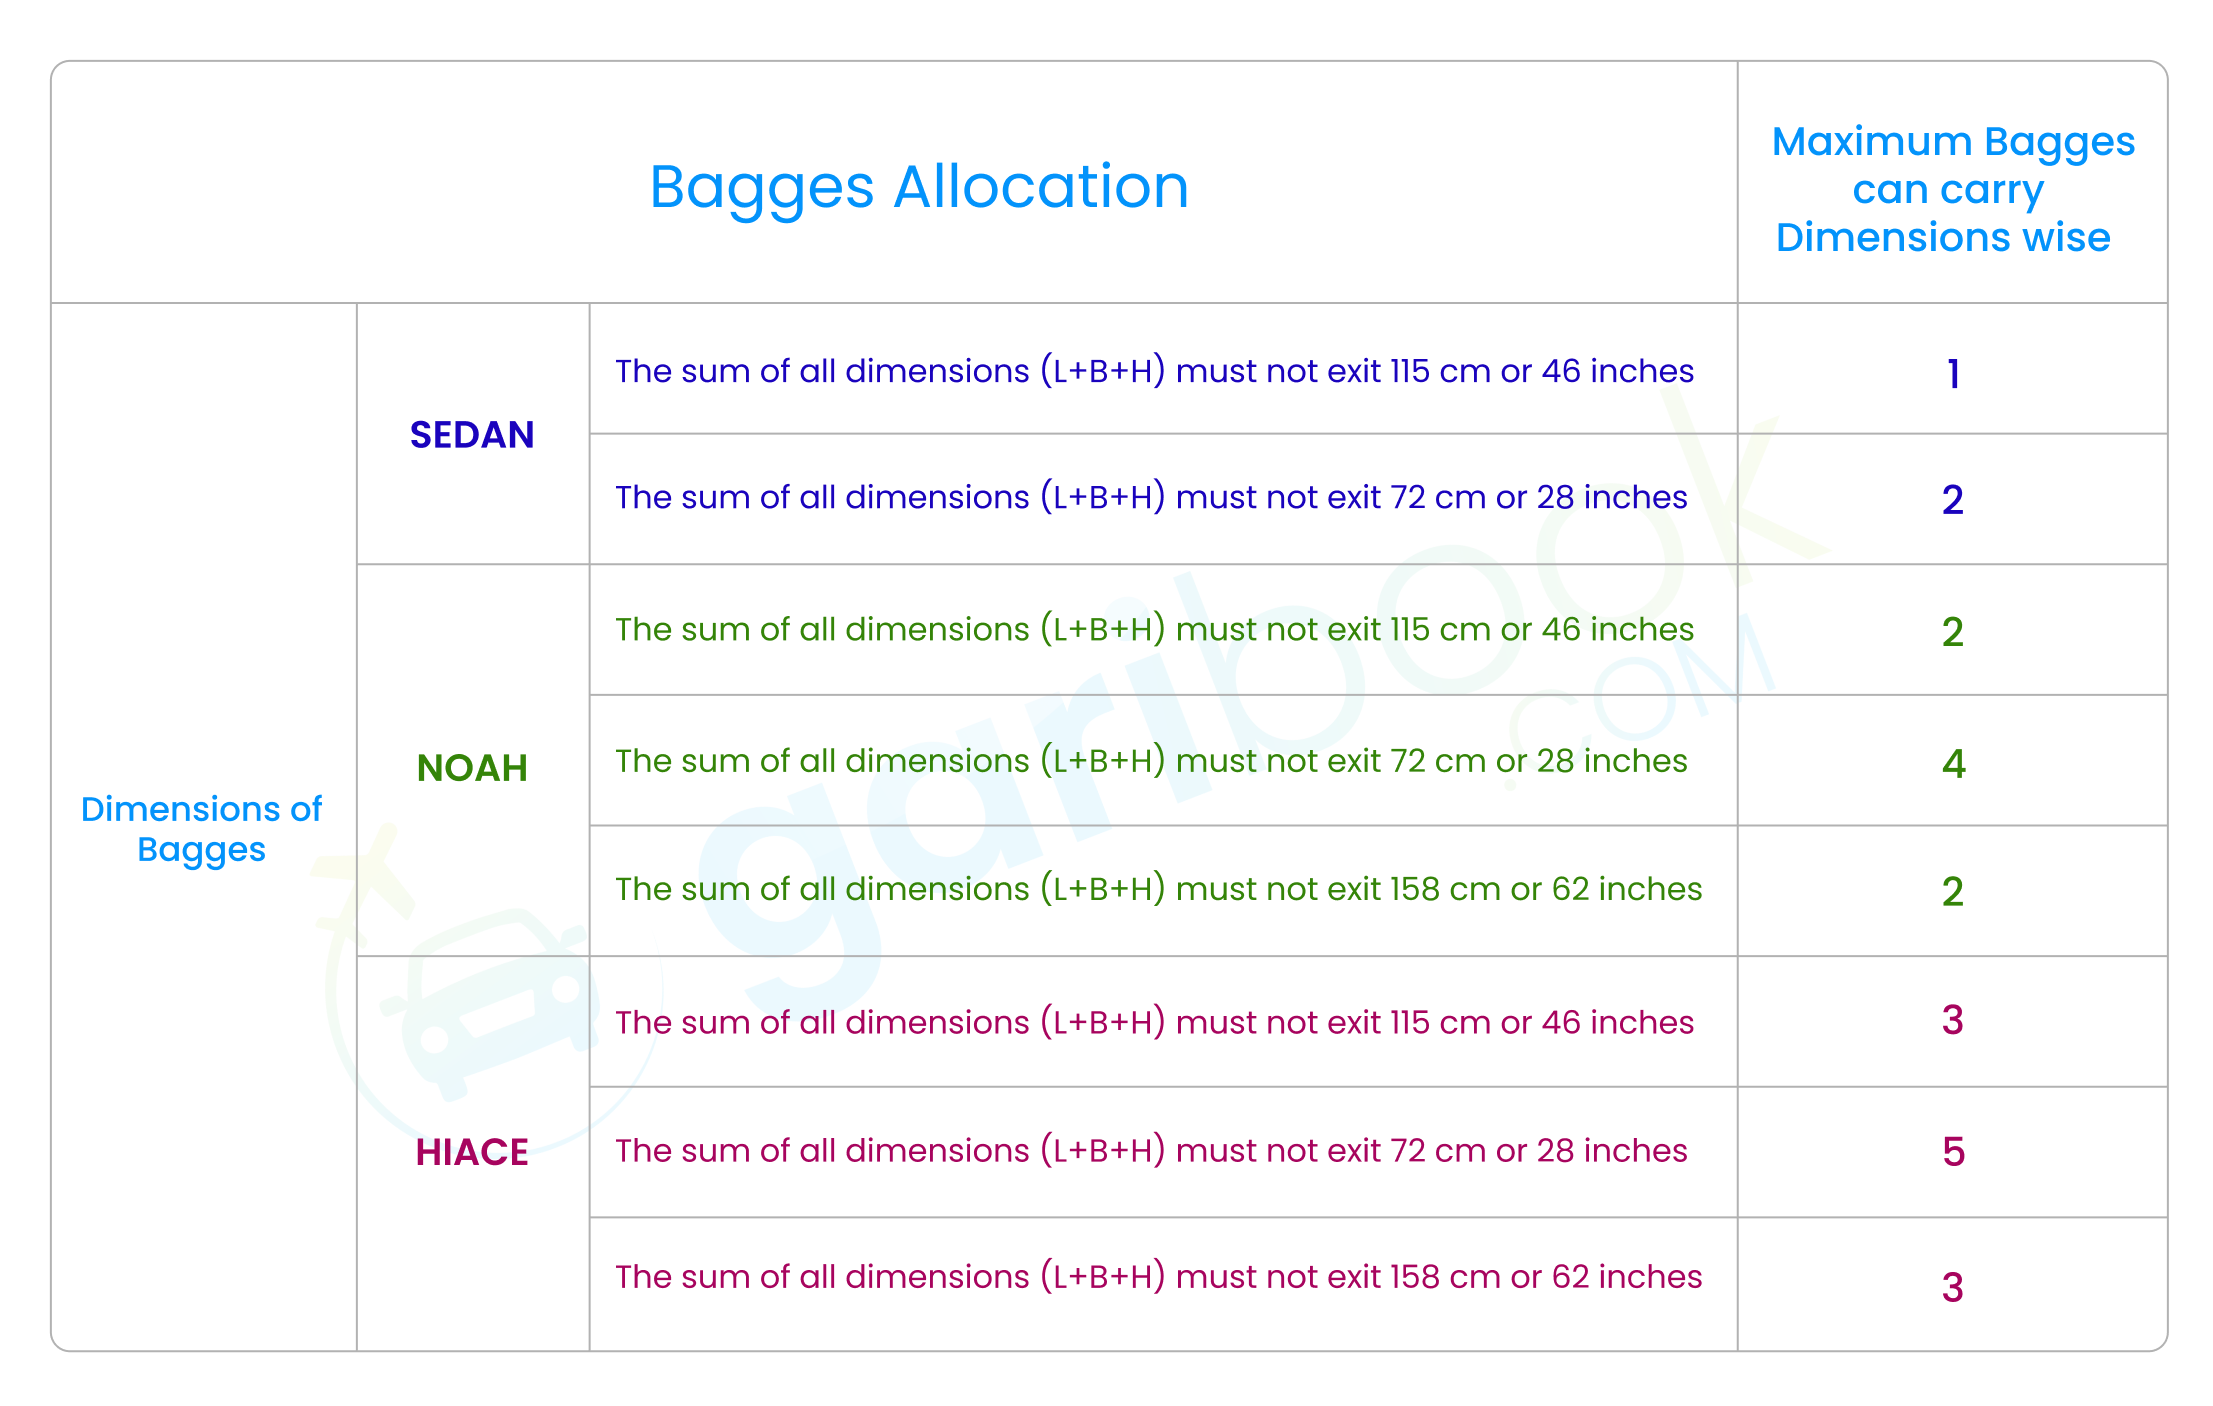 Bagges Allocation
Maximum Bagges
can carry
Dimensions wise
Dimensions of
Bagges
SEDAN
The sum of all dimensions (L+B+H) must not exit 115 cm or 46 inches
1
The sum of all dimensions (L+B+H) must not exit 72 cm or 28 inches
2
NOAH
The sum of all dimensions (L+B+H) must not exit 115 cm or 46 inches
2
The sum of all dimensions (L+B+H) must not exit 72 cm or 28 inches
4
The sum of all dimensions (L+B+H) must not exit 158 cm or 62 inches
2
HIACE
The sum of all dimensions (L+B+H) must not exit 115 cm or 46 inches
3
The sum of all dimensions (L+B+H) must not exit 72 cm or 28 inches
5
The sum of all dimensions (L+B+H) must not exit 158 cm or 62 inches
3
garibook
.COM